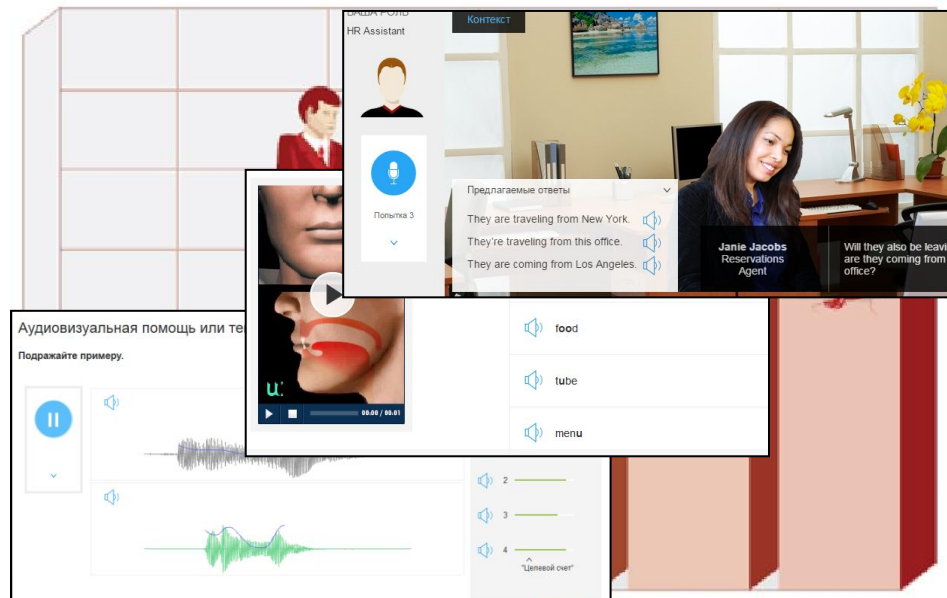 ВАША РОЛЬ
HR Assistant
Контекст
Попытка 3
Предлагаемые ответы
They are traveling from New York.
They're traveling from this office.
They are coming from Los Angeles.
Janie Jacobs
Reservations
Agent
Will they also be leavi
are they coming from
office?
u:
00:00 / 00:01
food
tube
menu
Аудиовизуальная помощь или те
Подражайте примеру.
2
3
4
"Целевой счет"